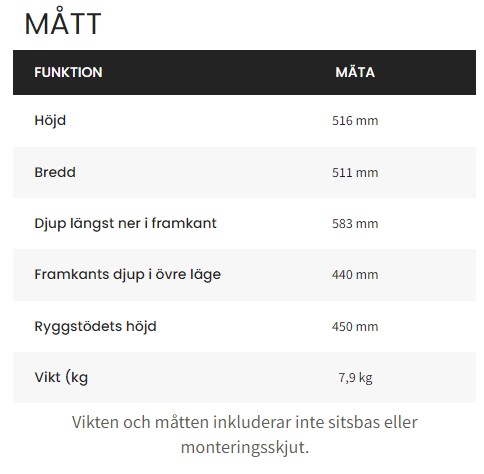 MÅTT
FUNKTION MÄTA
Höjd 516 mm
Bredd 511 mm
Djup längst ner i framkant 583 mm
Framkants djup i övre läge 440 mm
Ryggstödets höjd 450 mm
Vikt (kg 7,9 kg
Vikten och måtten inkluderar inte sitsbas eller
monteringsskjut.